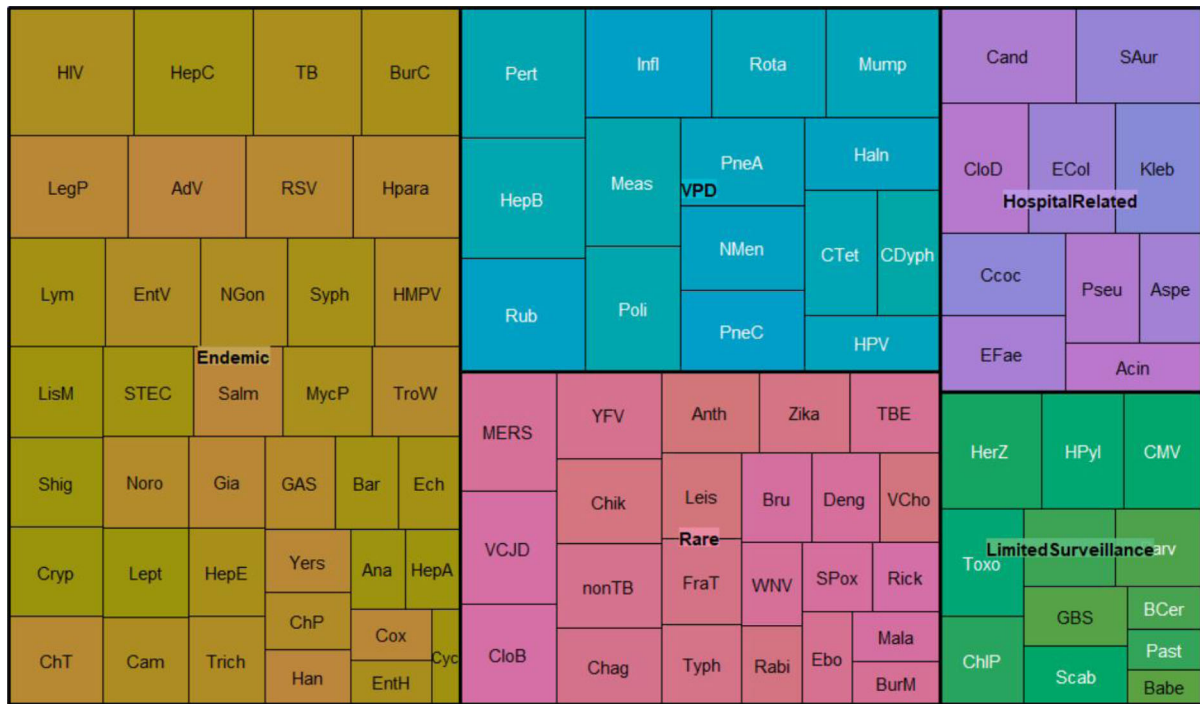 HIV
HepC
TB
BurC
LegP
AdV
RSV
Hpara
Lym
EntV
NGon
Syph
HMPV
Endemic
LisM
STEC
Salm
MycP
TroW
Shig
Noro
Gia
GAS
Bar
Ech
Cryp
Lept
HepE
Yers
Ana
HepA
ChP
ChT
Cam
Trich
Han
Cox
EntH
Cyc
Pert
Infl
Rota
Mump
HepB
Meas
PneA
HaIn
VPD
NMen
CTet
CDyph
Rub
Poli
PneC
HPV
MERS
YFV
Anth
Zika
TBE
Chik
Leis
Bru
Deng
VCho
Rare
VCJD
nonTB
FraT
WNV
SPox
Rick
CloB
Chag
Typh
Rabi
Ebo
Mala
BurM
Cand
SAur
CloD
ECol
Kleb
HospitalRelated
Ccoc
Pseu
Aspe
EFae
Acin
HerZ
HPyl
CMV
LimitedSurveillance
Toxo
GBS
BCer
ChlP
Scab
Past
Babe